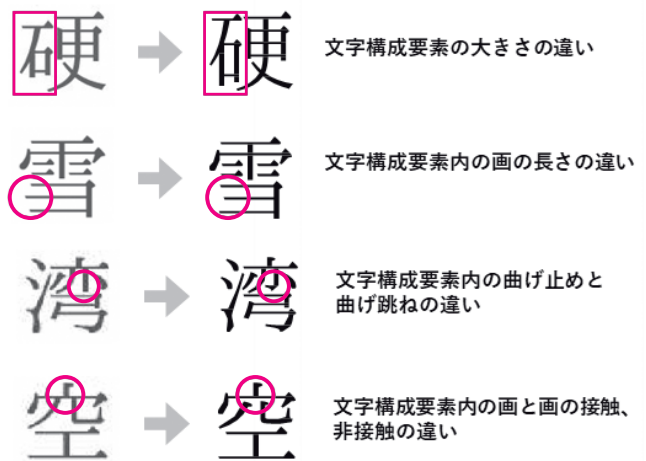 硬 硬 文字構成要素の大きさの違い
雪 雪 文字構成要素内の画の長さの違い
湾 湾 文字構成要素内の曲げ止めと
曲げ跳ねの違い
空 空 文字構成要素内の画と画の接触、
非接触の違い